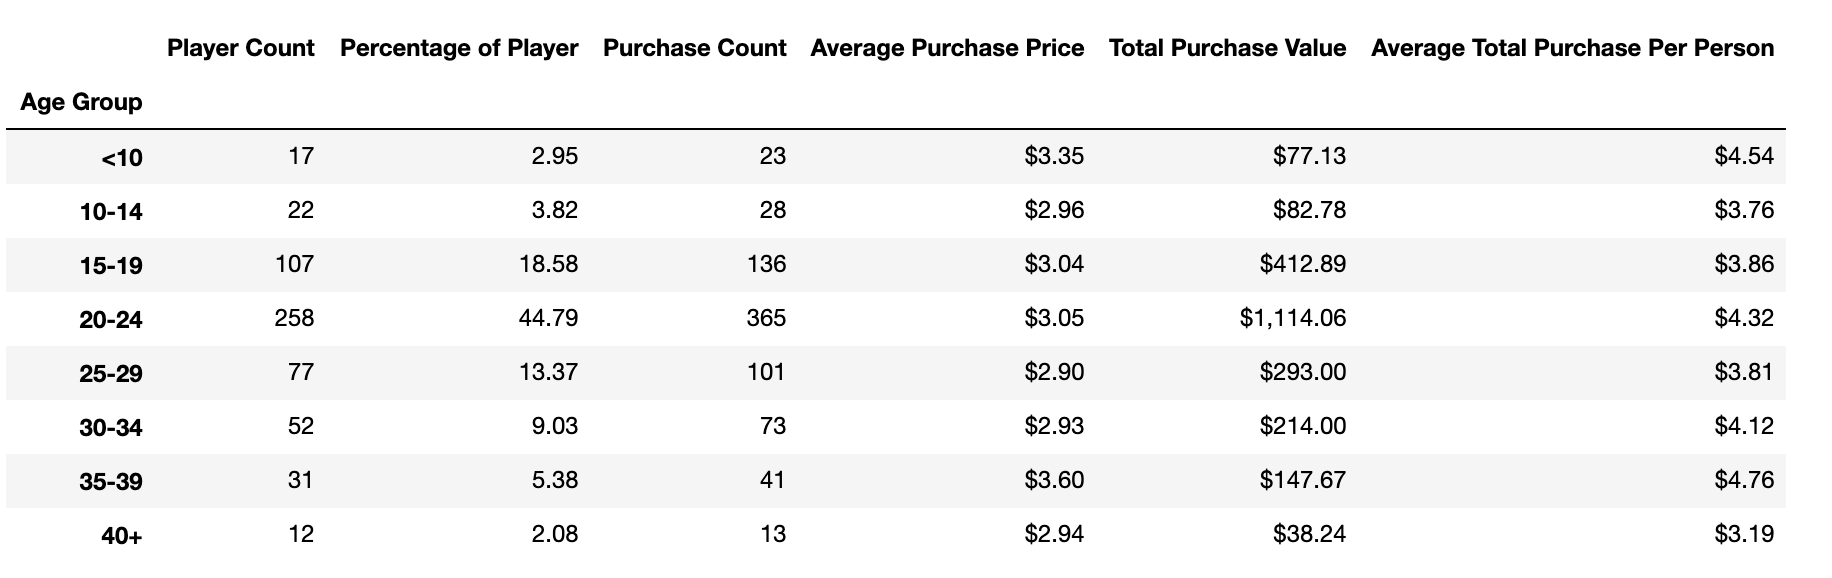 Player Count Percentage of Player Purchase Count Average Purchase Price Total Purchase Value Average Total Purchase Per Person
Age Group
<10 17 2.95 23 $3.35 $77.13 $4.54
10-14 22 3.82 28 $2.96 $82.78 $3.76
15-19 107 18.58 136 $3.04 $412.89 $3.86
20-24 258 44.79 365 $3.05 $1,114.06 $4.32
25-29 77 13.37 101 $2.90 $293.00 $3.81
30-34 52 9.03 73 $2.93 $214.00 $4.12
35-39 31 5.38 41 $3.60 $147.67 $4.76
40+ 12 2.08 13 $2.94 $38.24 $3.19